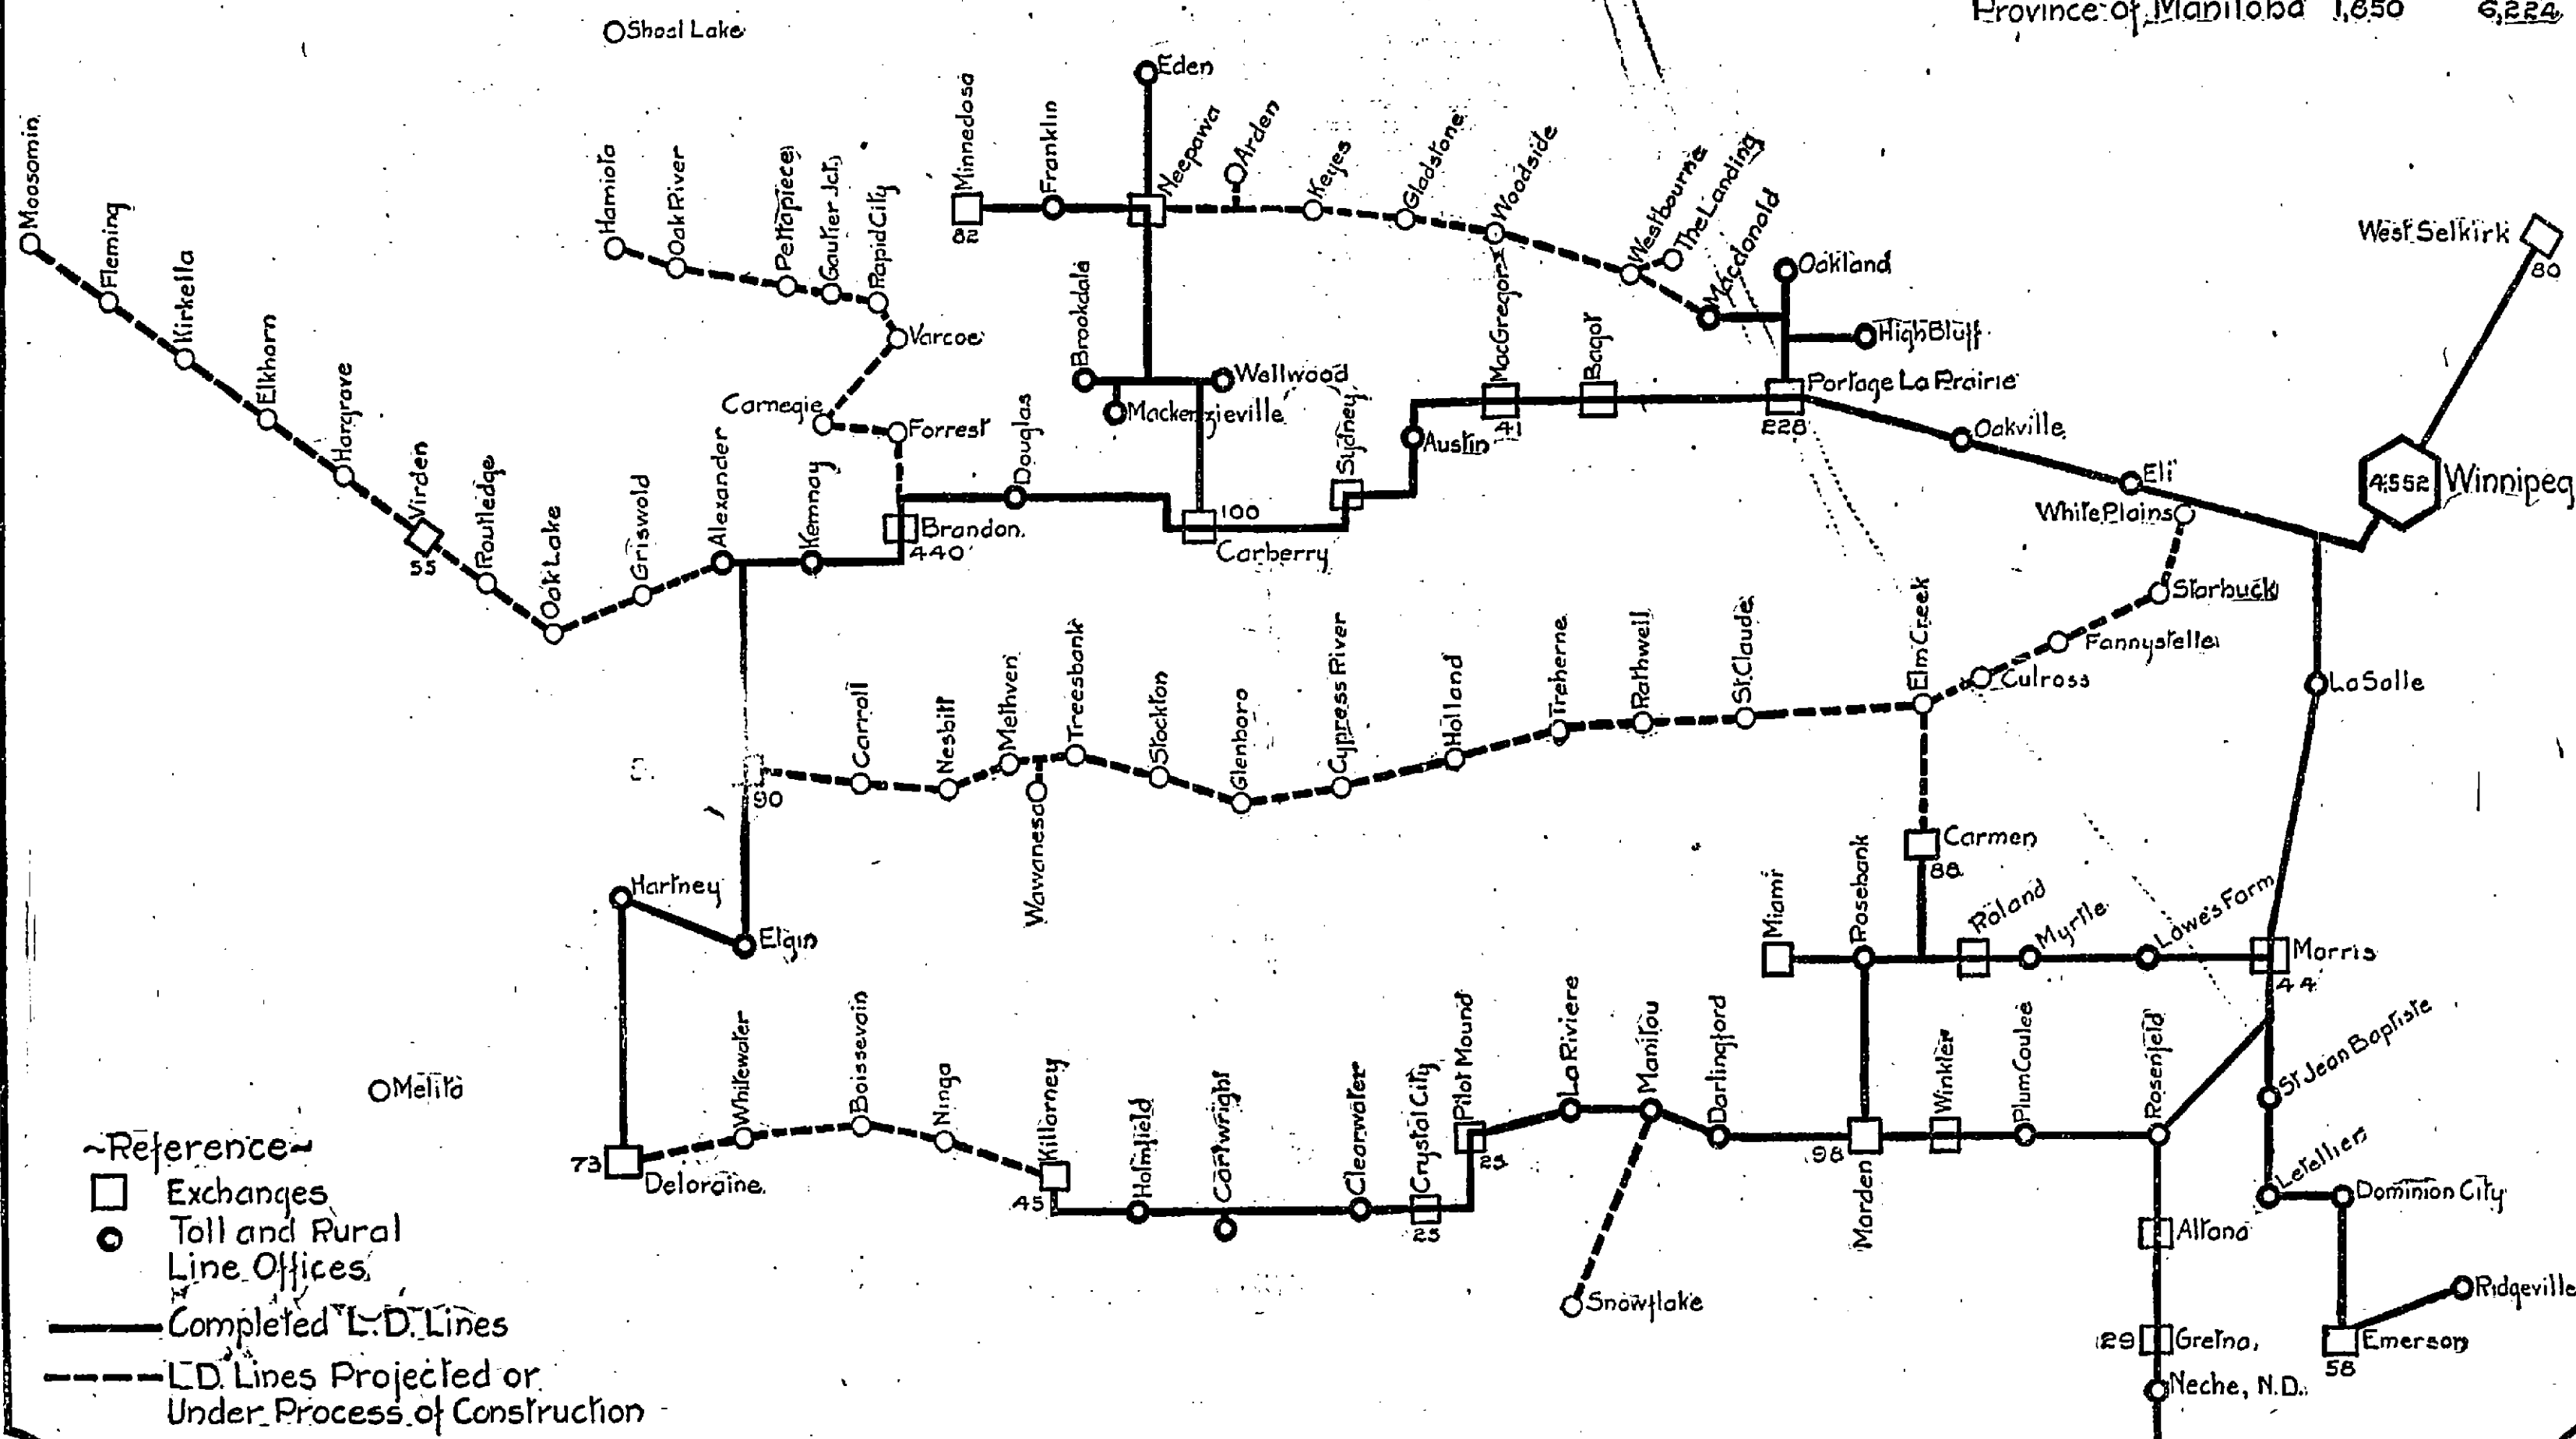 Province of Manitoba 1,850 6,224
Shoal Lake
Eden
Moosomin
Fleming
Kirkella
Elkhorn
Hargrave
Virden
55
Routledge
Oak Lake
Griswold
Alexander
Kemnay
Hamiota
Oak River
Pettapiece
Gautier Jct.
Rapid City
Varcoe
Carnegie
Forrest
Brandon
440
Douglas
Minnedosa
82
Franklin
Neepawa
Arden
Keyes
Gladstone
Woodside
Westbourne
The Landing
Macdonald
Oakland
High Bluff
Brookdale
Wellwood
Mackenzieville
100
Carberry
Sydney
Austin
MacGregor
41
Bagot
Portage La Prairie
228
Oakville
Eli
White Plains
Starbuck
Fannystelle
Culross
West Selkirk
80
4552
Winnipeg
90
Carroll
Nesbitt
Methven
Wawanesa
Treesbank
Stockton
Glenboro
Cypress River
Holland
Treherne
Rathwell
St. Claude
Elm Creek
La Salle
Carmen
88
Hartney
Elgin
Miami
Rosebank
Roland
Myrtle
Lowe's Farm
Morris
44
Melita
73
Deloraine
Whitewater
Boissevain
Ninga
Killarney
45
Holmfield
Cartwright
Clearwater
Crystal City
23
Pilot Mound
25
La Riviere
Manitou
Snowflake
Darlingford
98
Morden
Winkler
Plum Coulee
Rosenfeld
St Jean Baptiste
Letellier
Dominion City
Altona
29
Gretna
Neche, N.D.
58
Emerson
Ridgeville
~Reference~
Exchanges
Toll and Rural
Line Offices
Completed L.D. Lines
L.D. Lines Projected or
Under Process of Construction